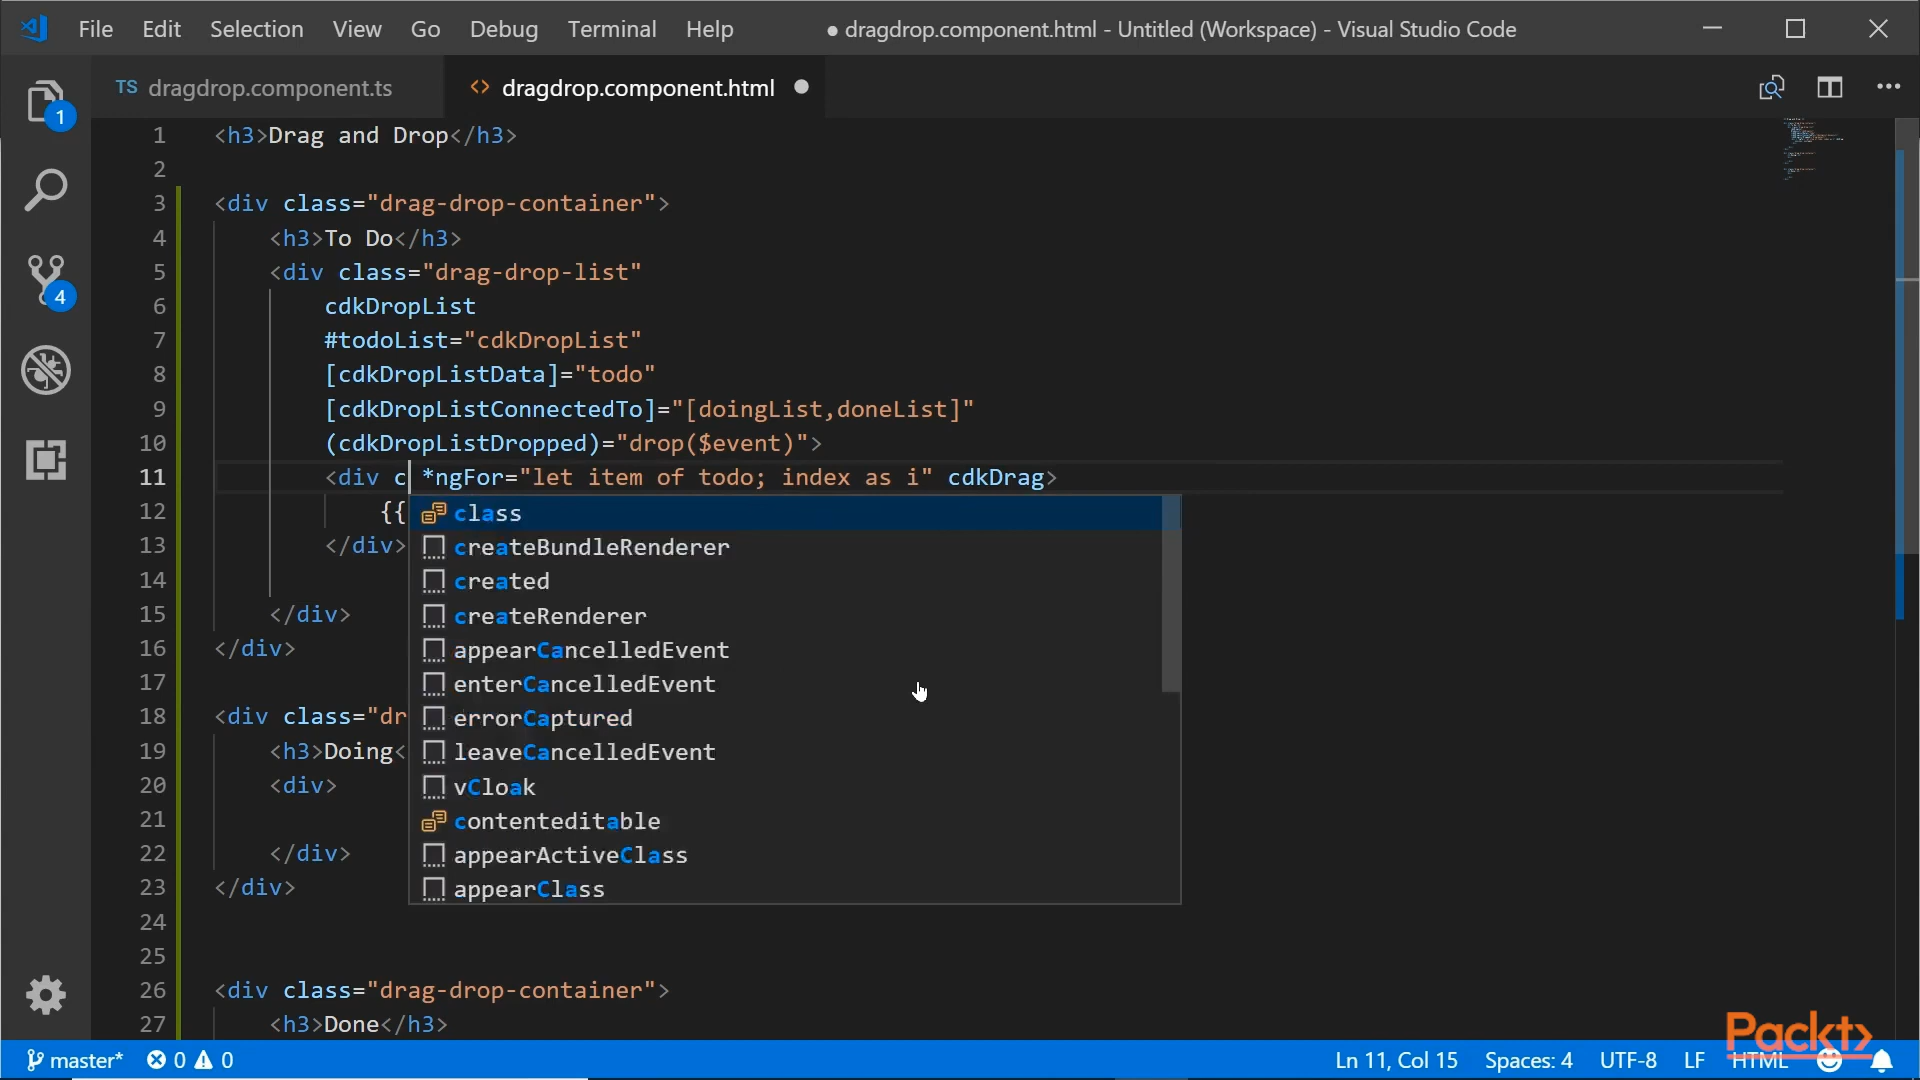 File Edit Selection View Go Debug Terminal Help ● dragdrop.component.html - Untitled (Workspace) - Visual Studio Code
TS dragdrop.component.ts <> dragdrop.component.html
1
4
1 <h3>Drag and Drop</h3>
2
3 <div class="drag-drop-container">
4 <h3>To Do</h3>
5 <div class="drag-drop-list"
6 cdkDropList
7 #todoList="cdkDropList"
8 [cdkDropListData]="todo"
9 [cdkDropListConnectedTo]="[doingList,doneList]"
10 (cdkDropListDropped)="drop($event)">
11 <div c *ngFor="let item of todo; index as i" cdkDrag>
12 {{
13 </div>
14
15 </div>
16 </div>
17
18 <div class="dr
19 <h3>Doing<
20 <div>
21
22 </div>
23 </div>
24
25
26 <div class="drag-drop-container">
27 <h3>Done</h3>
class
createBundleRenderer
created
createRenderer
appearCancelledEvent
enterCancelledEvent
errorCaptured
leaveCancelledEvent
vCloak
contenteditable
appearActiveClass
appearClass
Packt>
master* 0 0 Ln 11, Col 15 Spaces: 4 UTF-8 LF HTML